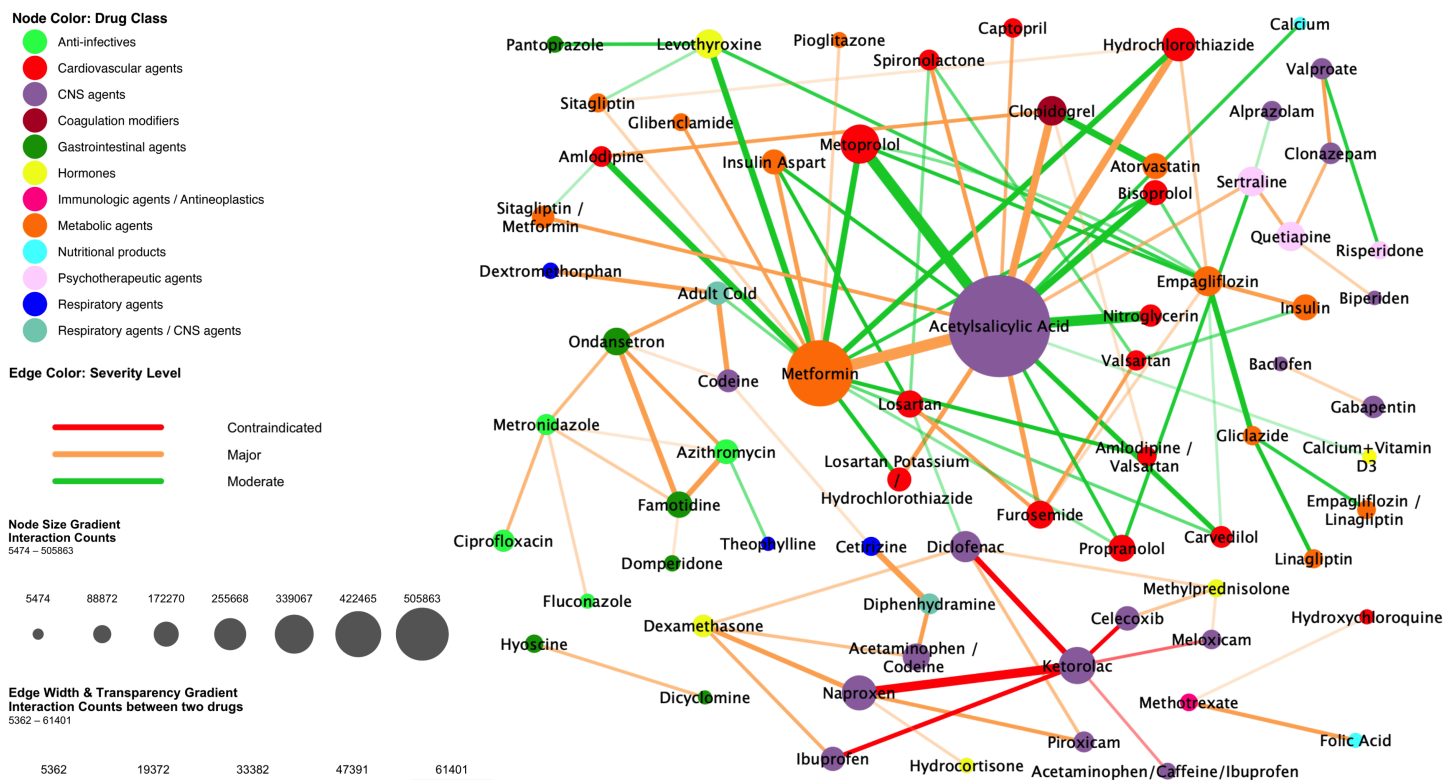 Node Color: Drug Class
Anti-infectives
Cardiovascular agents
CNS agents
Coagulation modifiers
Gastrointestinal agents
Hormones
Immunologic agents / Antineoplastics
Metabolic agents
Nutritional products
Psychotherapeutic agents
Respiratory agents
Respiratory agents / CNS agents
Edge Color: Severity Level
Contraindicated
Major
Moderate
Node Size Gradient
Interaction Counts
5474 – 505863
5474 88872 172270 255668 339067 422465 505863
Edge Width & Transparency Gradient
Interaction Counts between two drugs
5362 – 61401
5362 19372 33382 47391 61401
Captopril
Calcium
Pantoprazole
Levothyroxine
Pioglitazone
Hydrochlorothiazide
Spironolactone
Valproate
Sitagliptin
Glibenclamide
Clopidogrel
Alprazolam
Metoprolol
Amlodipine
Insulin Aspart
Atorvastatin
Clonazepam
Bisoprolol
Sertraline
Sitagliptin /
Metformin
Quetiapine
Risperidone
Dextromethorphan
Adult Cold
Empagliflozin
Biperiden
Insulin
Nitroglycerin
Acetylsalicylic Acid
Ondansetron
Valsartan
Baclofen
Metformin
Codeine
Losartan
Gabapentin
Metronidazole
Gliclazide
Azithromycin
Amlodipine /
Valsartan
Calcium+Vitamin
D3
Losartan Potassium
/
Hydrochlorothiazide
Famotidine
Furosemide
Empagliflozin /
Linagliptin
Ciprofloxacin
Theophylline
Cetirizine
Diclofenac
Propranolol
Carvedilol
Domperidone
Linagliptin
Methylprednisolone
Fluconazole
Diphenhydramine
Celecoxib
Hydroxychloroquine
Dexamethasone
Hyoscine
Meloxicam
Acetaminophen /
Codeine
Ketorolac
Dicyclomine
Naproxen
Methotrexate
Piroxicam
Folic Acid
Ibuprofen
Hydrocortisone
Acetaminophen/Caffeine/Ibuprofen